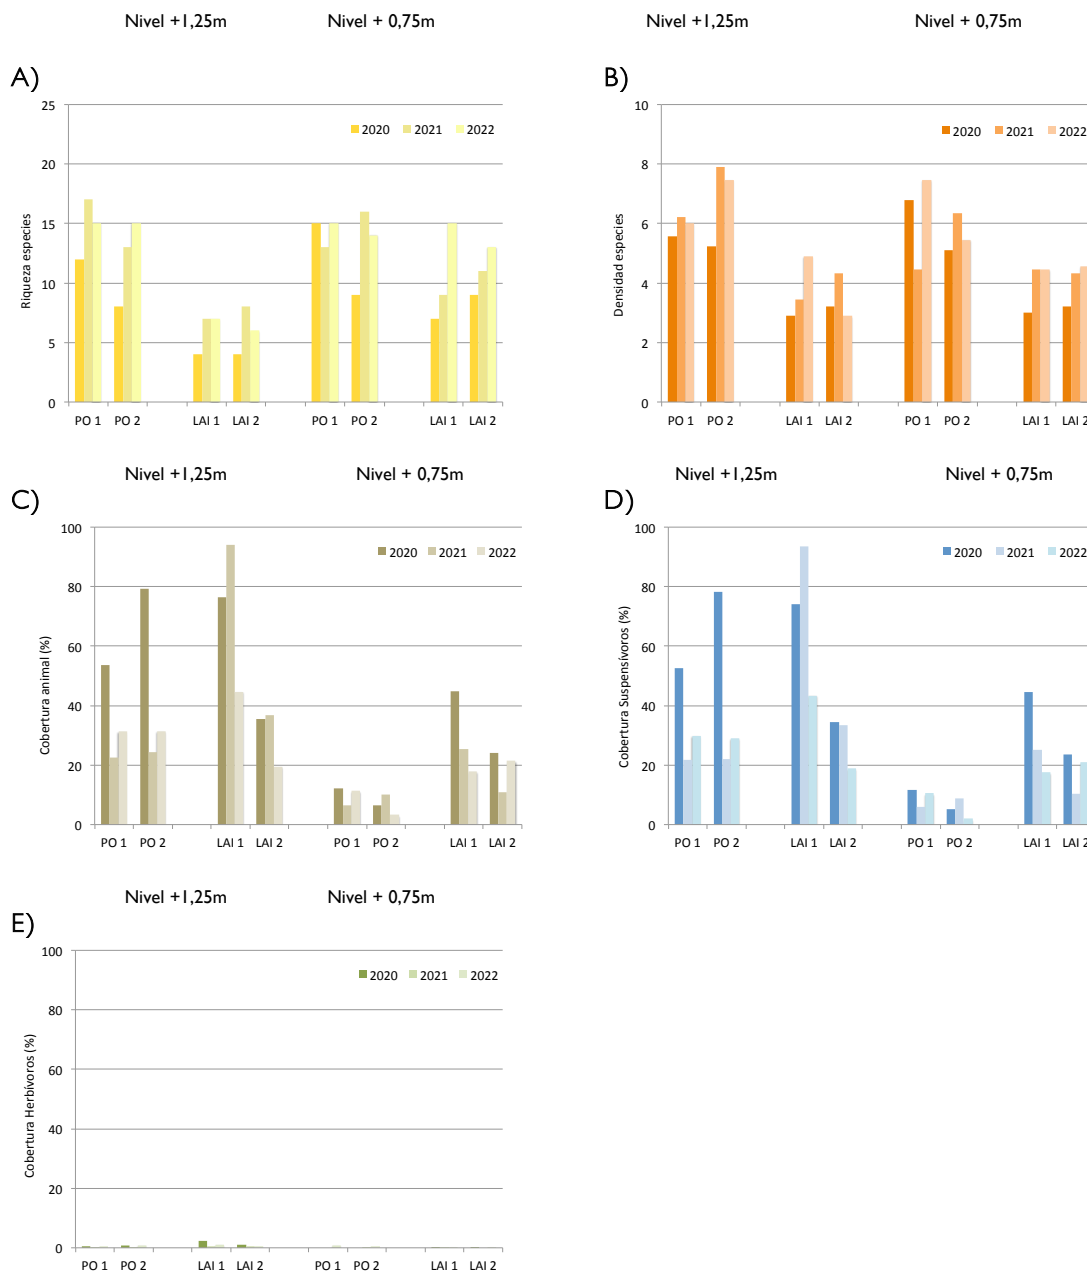 Nivel +1,25m Nivel + 0,75m
A)
25
20
15
10
5
0
Riqueza especies
2020 2021 2022
PO 1 PO 2 LAI 1 LAI 2 PO 1 PO 2 LAI 1 LAI 2
Nivel +1,25m Nivel + 0,75m
B)
10
8
6
4
2
0
Densidad especies
2020 2021 2022
PO 1 PO 2 LAI 1 LAI 2 PO 1 PO 2 LAI 1 LAI 2
Nivel +1,25m Nivel + 0,75m
C)
100
80
60
40
20
0
Cobertura animal (%)
2020 2021 2022
PO 1 PO 2 LAI 1 LAI 2 PO 1 PO 2 LAI 1 LAI 2
Nivel +1,25m Nivel + 0,75m
D)
100
80
60
40
20
0
Cobertura Suspensívoros (%)
2020 2021 2022
PO 1 PO 2 LAI 1 LAI 2 PO 1 PO 2 LAI 1 LAI 2
Nivel +1,25m Nivel + 0,75m
E)
100
80
60
40
20
0
Cobertura Herbívoros (%)
2020 2021 2022
PO 1 PO 2 LAI 1 LAI 2 PO 1 PO 2 LAI 1 LAI 2